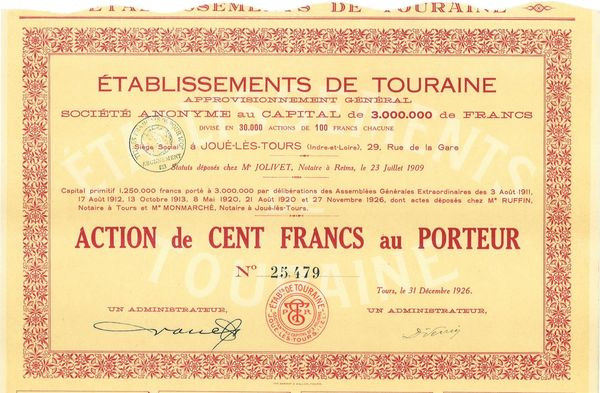 ÉTABLISSEMENTS DE TOURAINE
ÉTABLISSEMENTS DE TOURAINE
APPROVISIONNEMENT GÉNÉRAL
SOCIÉTÉ ANONYME au CAPITAL de 3.000.000 de FRANCS
DIVISÉ EN 30.000 ACTIONS DE 100 FRANCS CHACUNE
Siège Social à JOUÉ-LÈS-TOURS (Indre-et-Loire), 29, Rue de la Gare
Statuts déposés chez Me JOLIVET, Notaire à Reims, le 23 Juillet 1909
Capital primitif 1.250.000 francs porté à 3.000.000 par délibérations des Assemblées Générales Extraordinaires des 3 Août 1911,
17 Août 1912, 13 Octobre 1913, 8 Mai 1920, 21 Août 1920 et 27 Novembre 1926, dont actes déposés chez Me RUFFIN,
Notaire à Tours et Me MONMARCHÉ, Notaire à Joué-lès-Tours.
ACTION de CENT FRANCS au PORTEUR
No 25.479
Tours, le 31 Décembre 1926.
UN ADMINISTRATEUR,
UN ADMINISTRATEUR,
ÉTABts DE TOURAINE
JOUÉ-LÈS-TOURS
ÉTABLISSEMENTS
TOURAINE